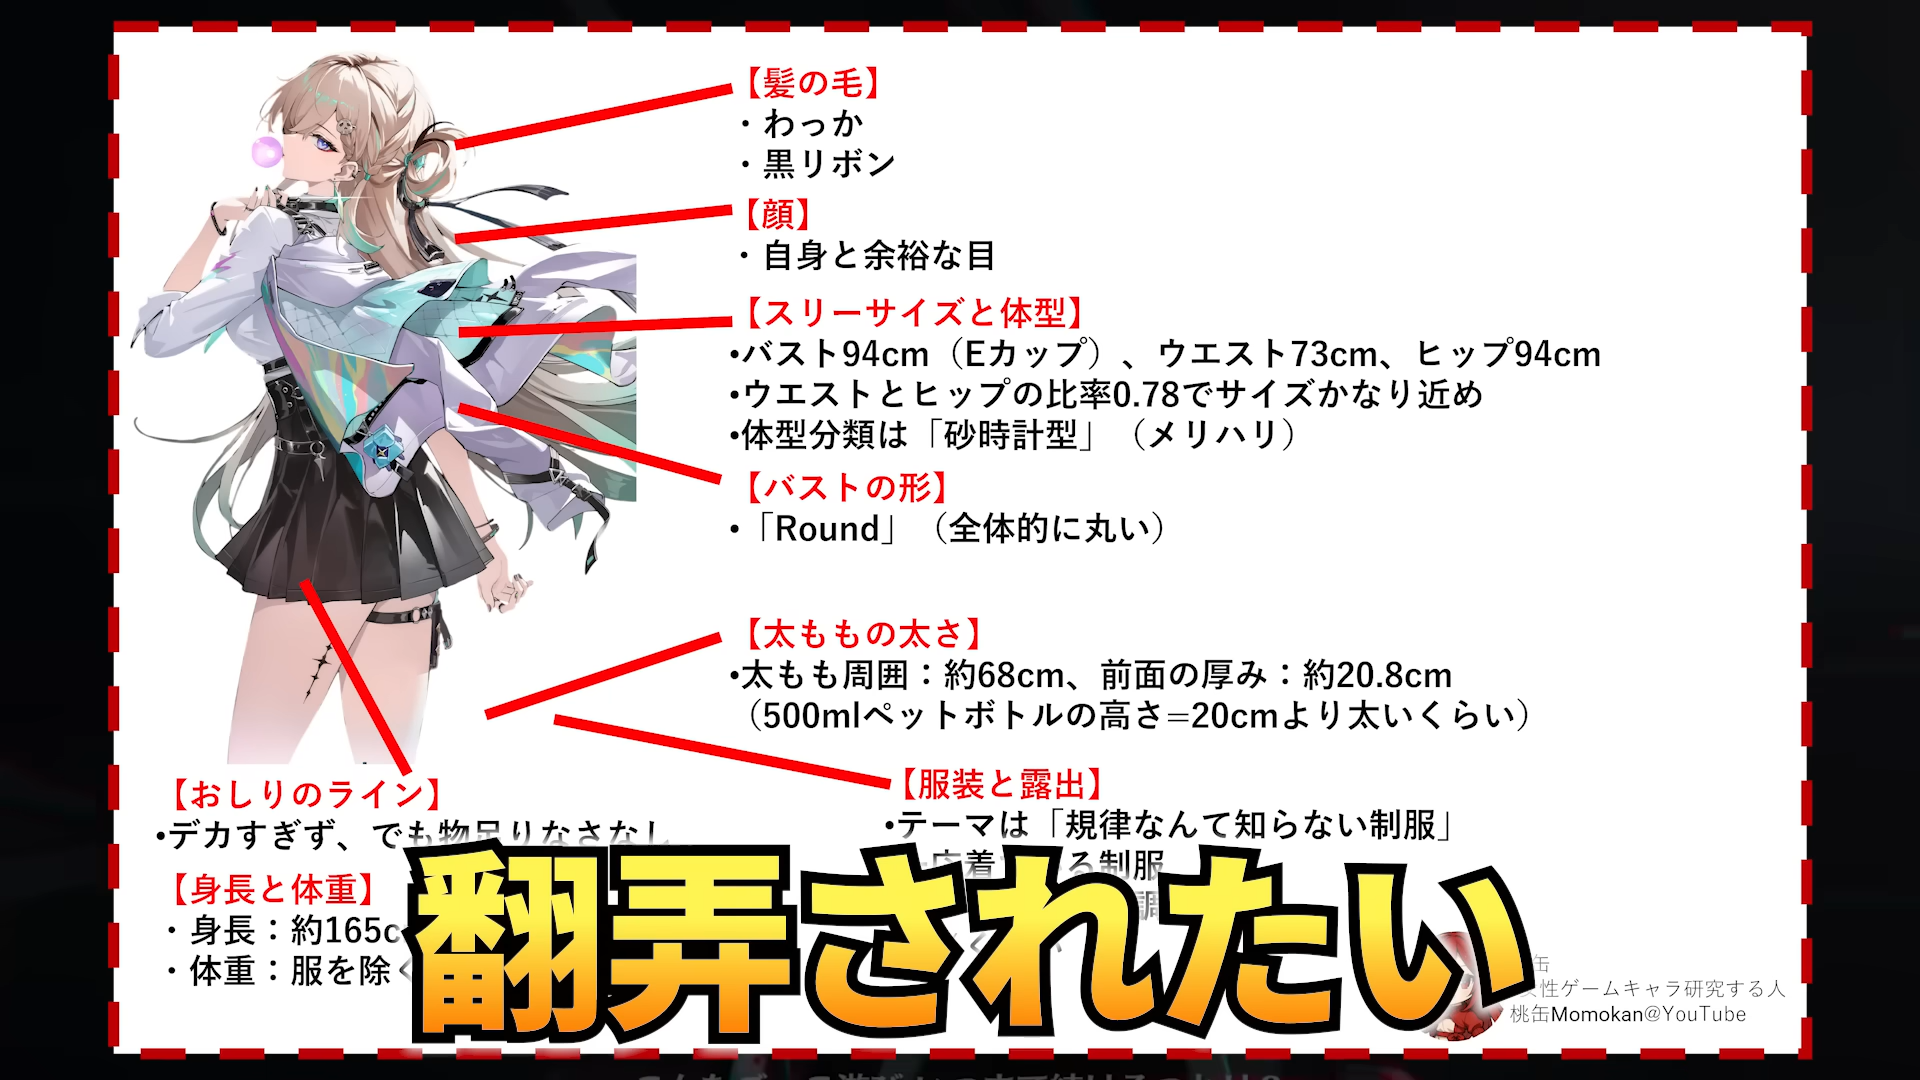 【髪の毛】
・わっか
・黒リボン
【顔】
・自身と余裕な目
【スリーサイズと体型】
•バスト94cm（Eカップ）、ウエスト73cm、ヒップ94cm
•ウエストとヒップの比率0.78でサイズかなり近め
•体型分類は「砂時計型」（メリハリ）
【バストの形】
•「Round」（全体的に丸い）
【太ももの太さ】
•太もも周囲：約68cm、前面の厚み：約20.8cm
（500mlペットボトルの高さ=20cmより太いくらい）
【服装と露出】
•テーマは「規律なんて知らない制服」
制服
【おしりのライン】
•デカすぎず、でも物足りなさなし
【身長と体重】
・身長：約165c
・体重：服を除く
翻弄されたい
缶
性ゲームキャラ研究する人
桃缶Momokan@YouTube